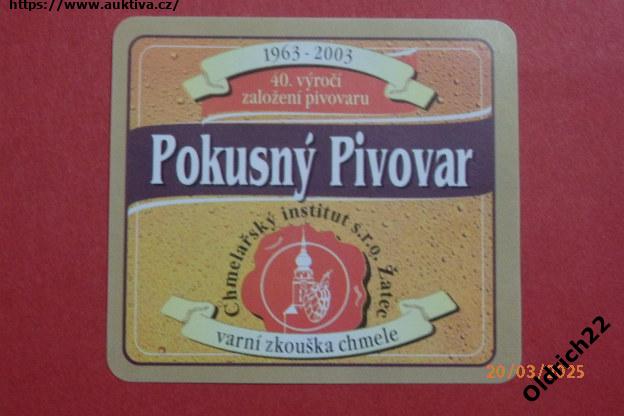 https://www.auktiva.cz/
1963 - 2003
40. výročí
založení pivovaru
Pokusný Pivovar
Chmelařský institut s.r.o. Žatec
varní zkouška chmele
20/03/2025
Oldrich22